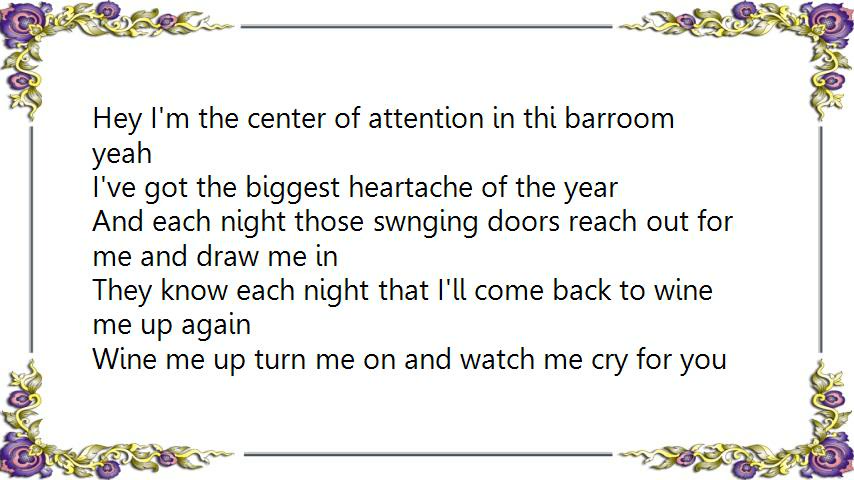 Hey I'm the center of attention in thi barroom
yeah
I've got the biggest heartache of the year
And each night those swnging doors reach out for
me and draw me in
They know each night that I'll come back to wine
me up again
Wine me up turn me on and watch me cry for you